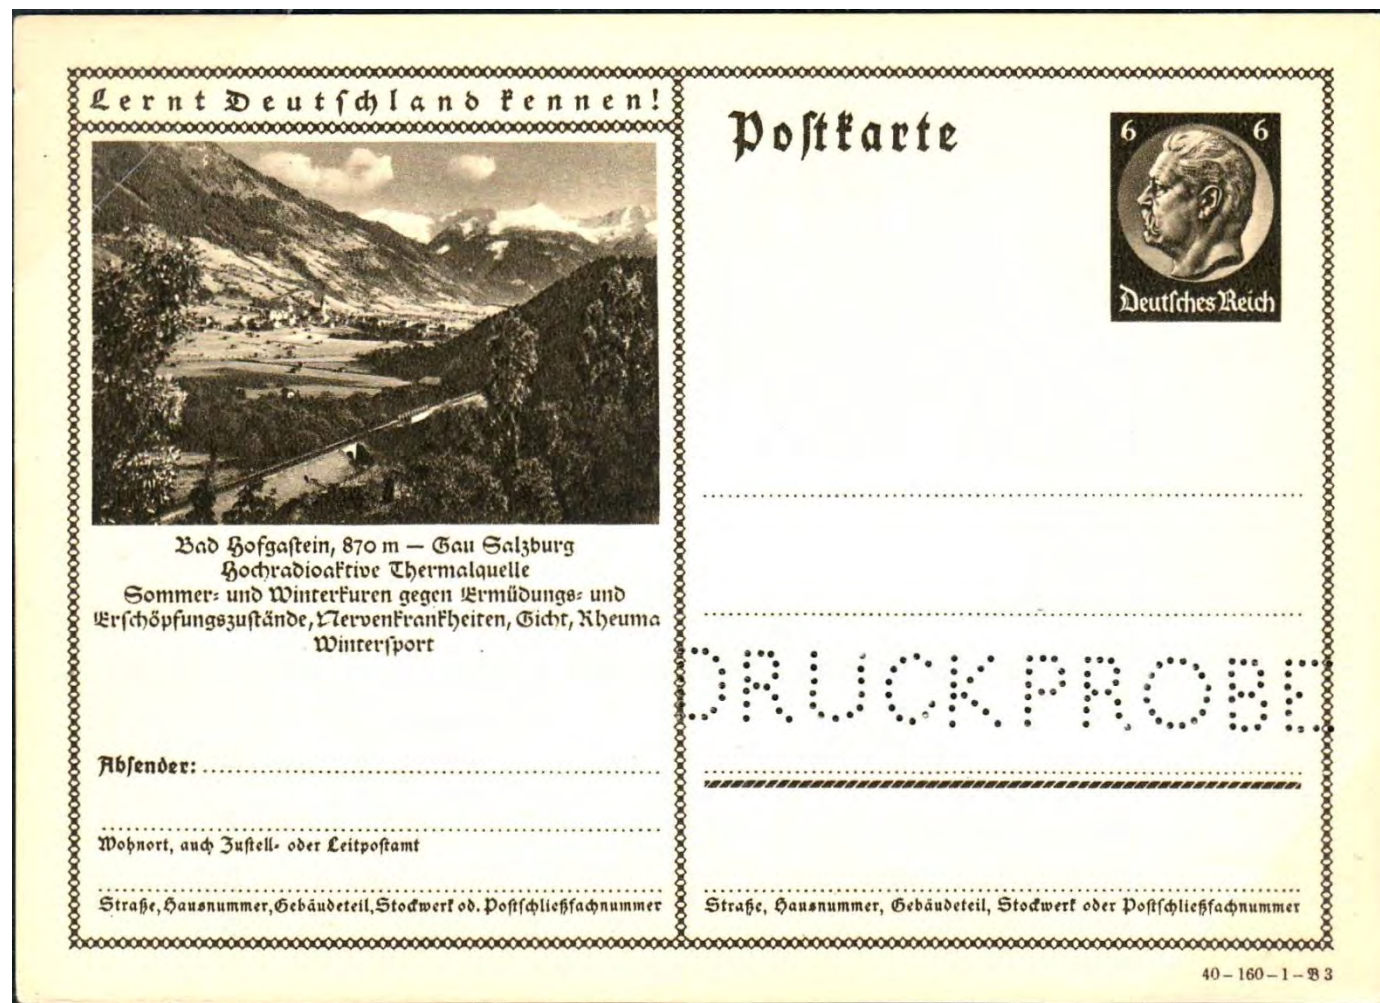 Lernt Deutschland kennen!
Bad Hofgastein, 870 m — Gau Salzburg
Hochradioaktive Thermalquelle
Sommer- und Winterkuren gegen Ermüdungs- und
Erschöpfungszustände, Nervenkrankheiten, Gicht, Rheuma
Wintersport
Absender:
Wohnort, auch Zustell- oder Leitpostamt
Straße, Hausnummer, Gebäudeteil, Stockwerk od. Postschließfachnummer
Postkarte
6 6
Deutsches Reich
DRUCKPROBE
Straße, Hausnummer, Gebäudeteil, Stockwerk oder Postschließfachnummer
40 – 160 – 1 – B 3